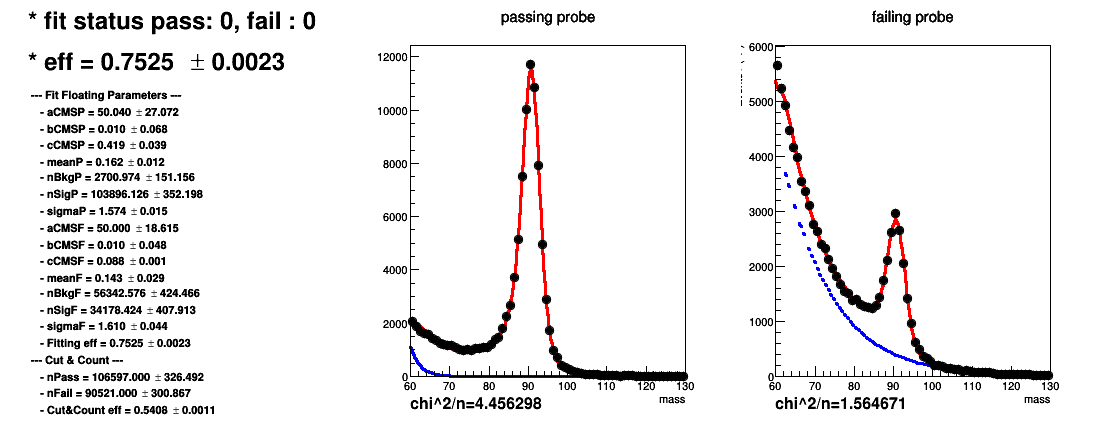 * fit status pass: 0, fail : 0
* eff = 0.7525 ± 0.0023
--- Fit Floating Parameters ---
- aCMSP = 50.040 ± 27.072
- bCMSP = 0.010 ± 0.068
- cCMSP = 0.419 ± 0.039
- meanP = 0.162 ± 0.012
- nBkgP = 2700.974 ± 151.156
- nSigP = 103896.126 ± 352.198
- sigmaP = 1.574 ± 0.015
- aCMSF = 50.000 ± 18.615
- bCMSF = 0.010 ± 0.048
- cCMSF = 0.088 ± 0.001
- meanF = 0.143 ± 0.029
- nBkgF = 56342.576 ± 424.466
- nSigF = 34178.424 ± 407.913
- sigmaF = 1.610 ± 0.044
- Fitting eff = 0.7525 ± 0.0023
--- Cut & Count ---
- nPass = 106597.000 ± 326.492
- nFail = 90521.000 ± 300.867
- Cut&Count eff = 0.5408 ± 0.0011
passing probe
12000
10000
8000
6000
4000
2000
0
60 70 80 90 100 110 120 130
mass
chi^2/n=4.456298
failing probe
6000
5000
4000
3000
2000
1000
0
60 70 80 90 100 110 120 130
mass
chi^2/n=1.564671